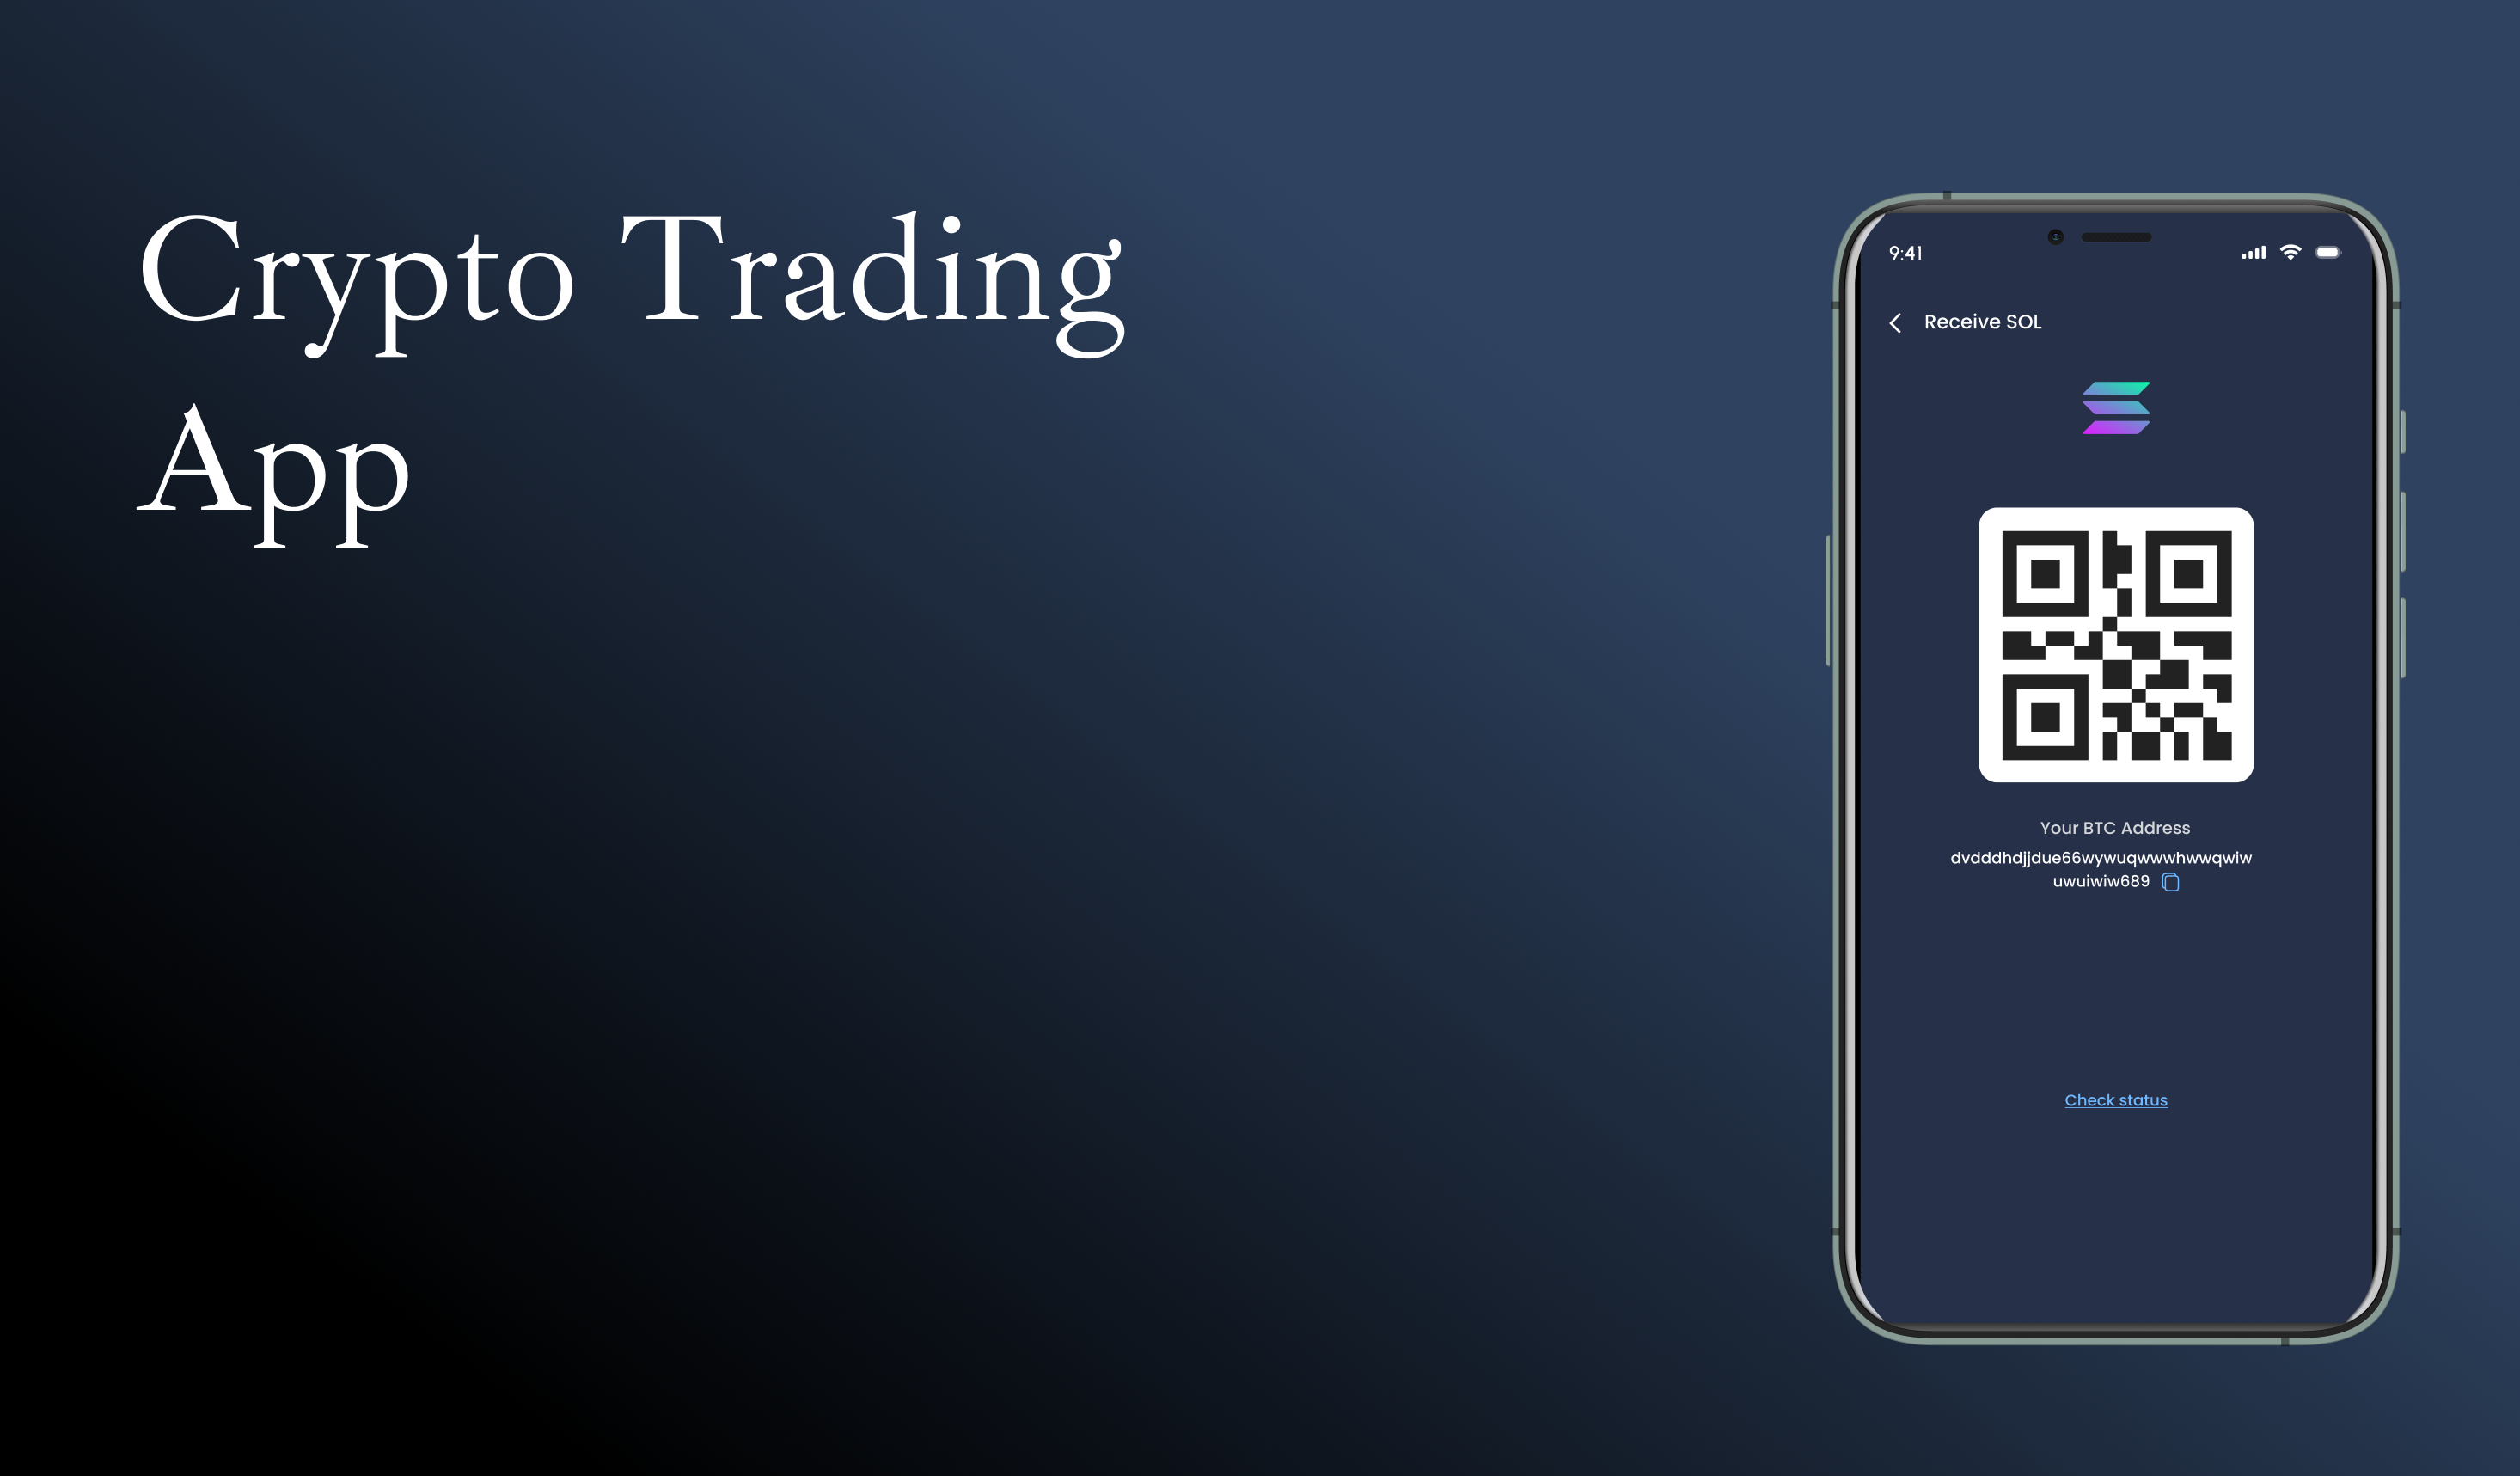 Crypto Trading
App
9:41
Receive SOL
Your BTC Address
dvdddhdjjdue66wywuqwwwhwwqwiw
uwuiwiw689
Check status